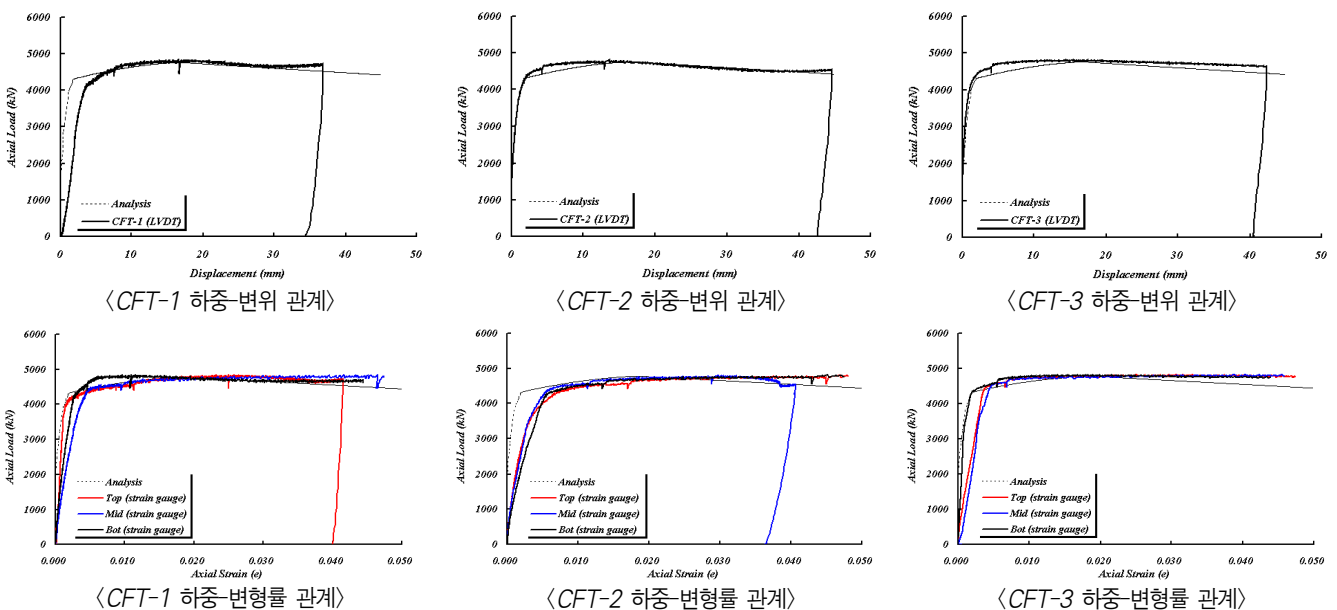 6000
5000
4000
3000
2000
1000
0
Axial Load (kN)
Analysis
CFT-1 (LVDT)
0 10 20 30 40 50
Displacement (mm)
〈CFT-1 하중-변위 관계〉
6000
5000
4000
3000
2000
1000
0
Axial Load (kN)
Analysis
CFT-2 (LVDT)
0 10 20 30 40 50
Displacement (mm)
〈CFT-2 하중-변위 관계〉
6000
5000
4000
3000
2000
1000
0
Axial Load (kN)
Analysis
CFT-3 (LVDT)
0 10 20 30 40 50
Displacement (mm)
〈CFT-3 하중-변위 관계〉
6000
5000
4000
3000
2000
1000
0
Axial Load (kN)
Analysis
Top (strain gauge)
Mid (strain gauge)
Bot (strain gauge)
0.000 0.010 0.020 0.030 0.040 0.050
Axial Strain (e)
〈CFT-1 하중-변형률 관계〉
6000
5000
4000
3000
2000
1000
0
Axial Load (kN)
Analysis
Top (strain gauge)
Mid (strain gauge)
Bot (strain gauge)
0.000 0.010 0.020 0.030 0.040 0.050
Axial Strain (e)
〈CFT-2 하중-변형률 관계〉
6000
5000
4000
3000
2000
1000
0
Axial Load (kN)
Analysis
Top (strain gauge)
Mid (strain gauge)
Bot (strain gauge)
0.000 0.010 0.020 0.030 0.040 0.050
Axial Strain (e)
〈CFT-3 하중-변형률 관계〉